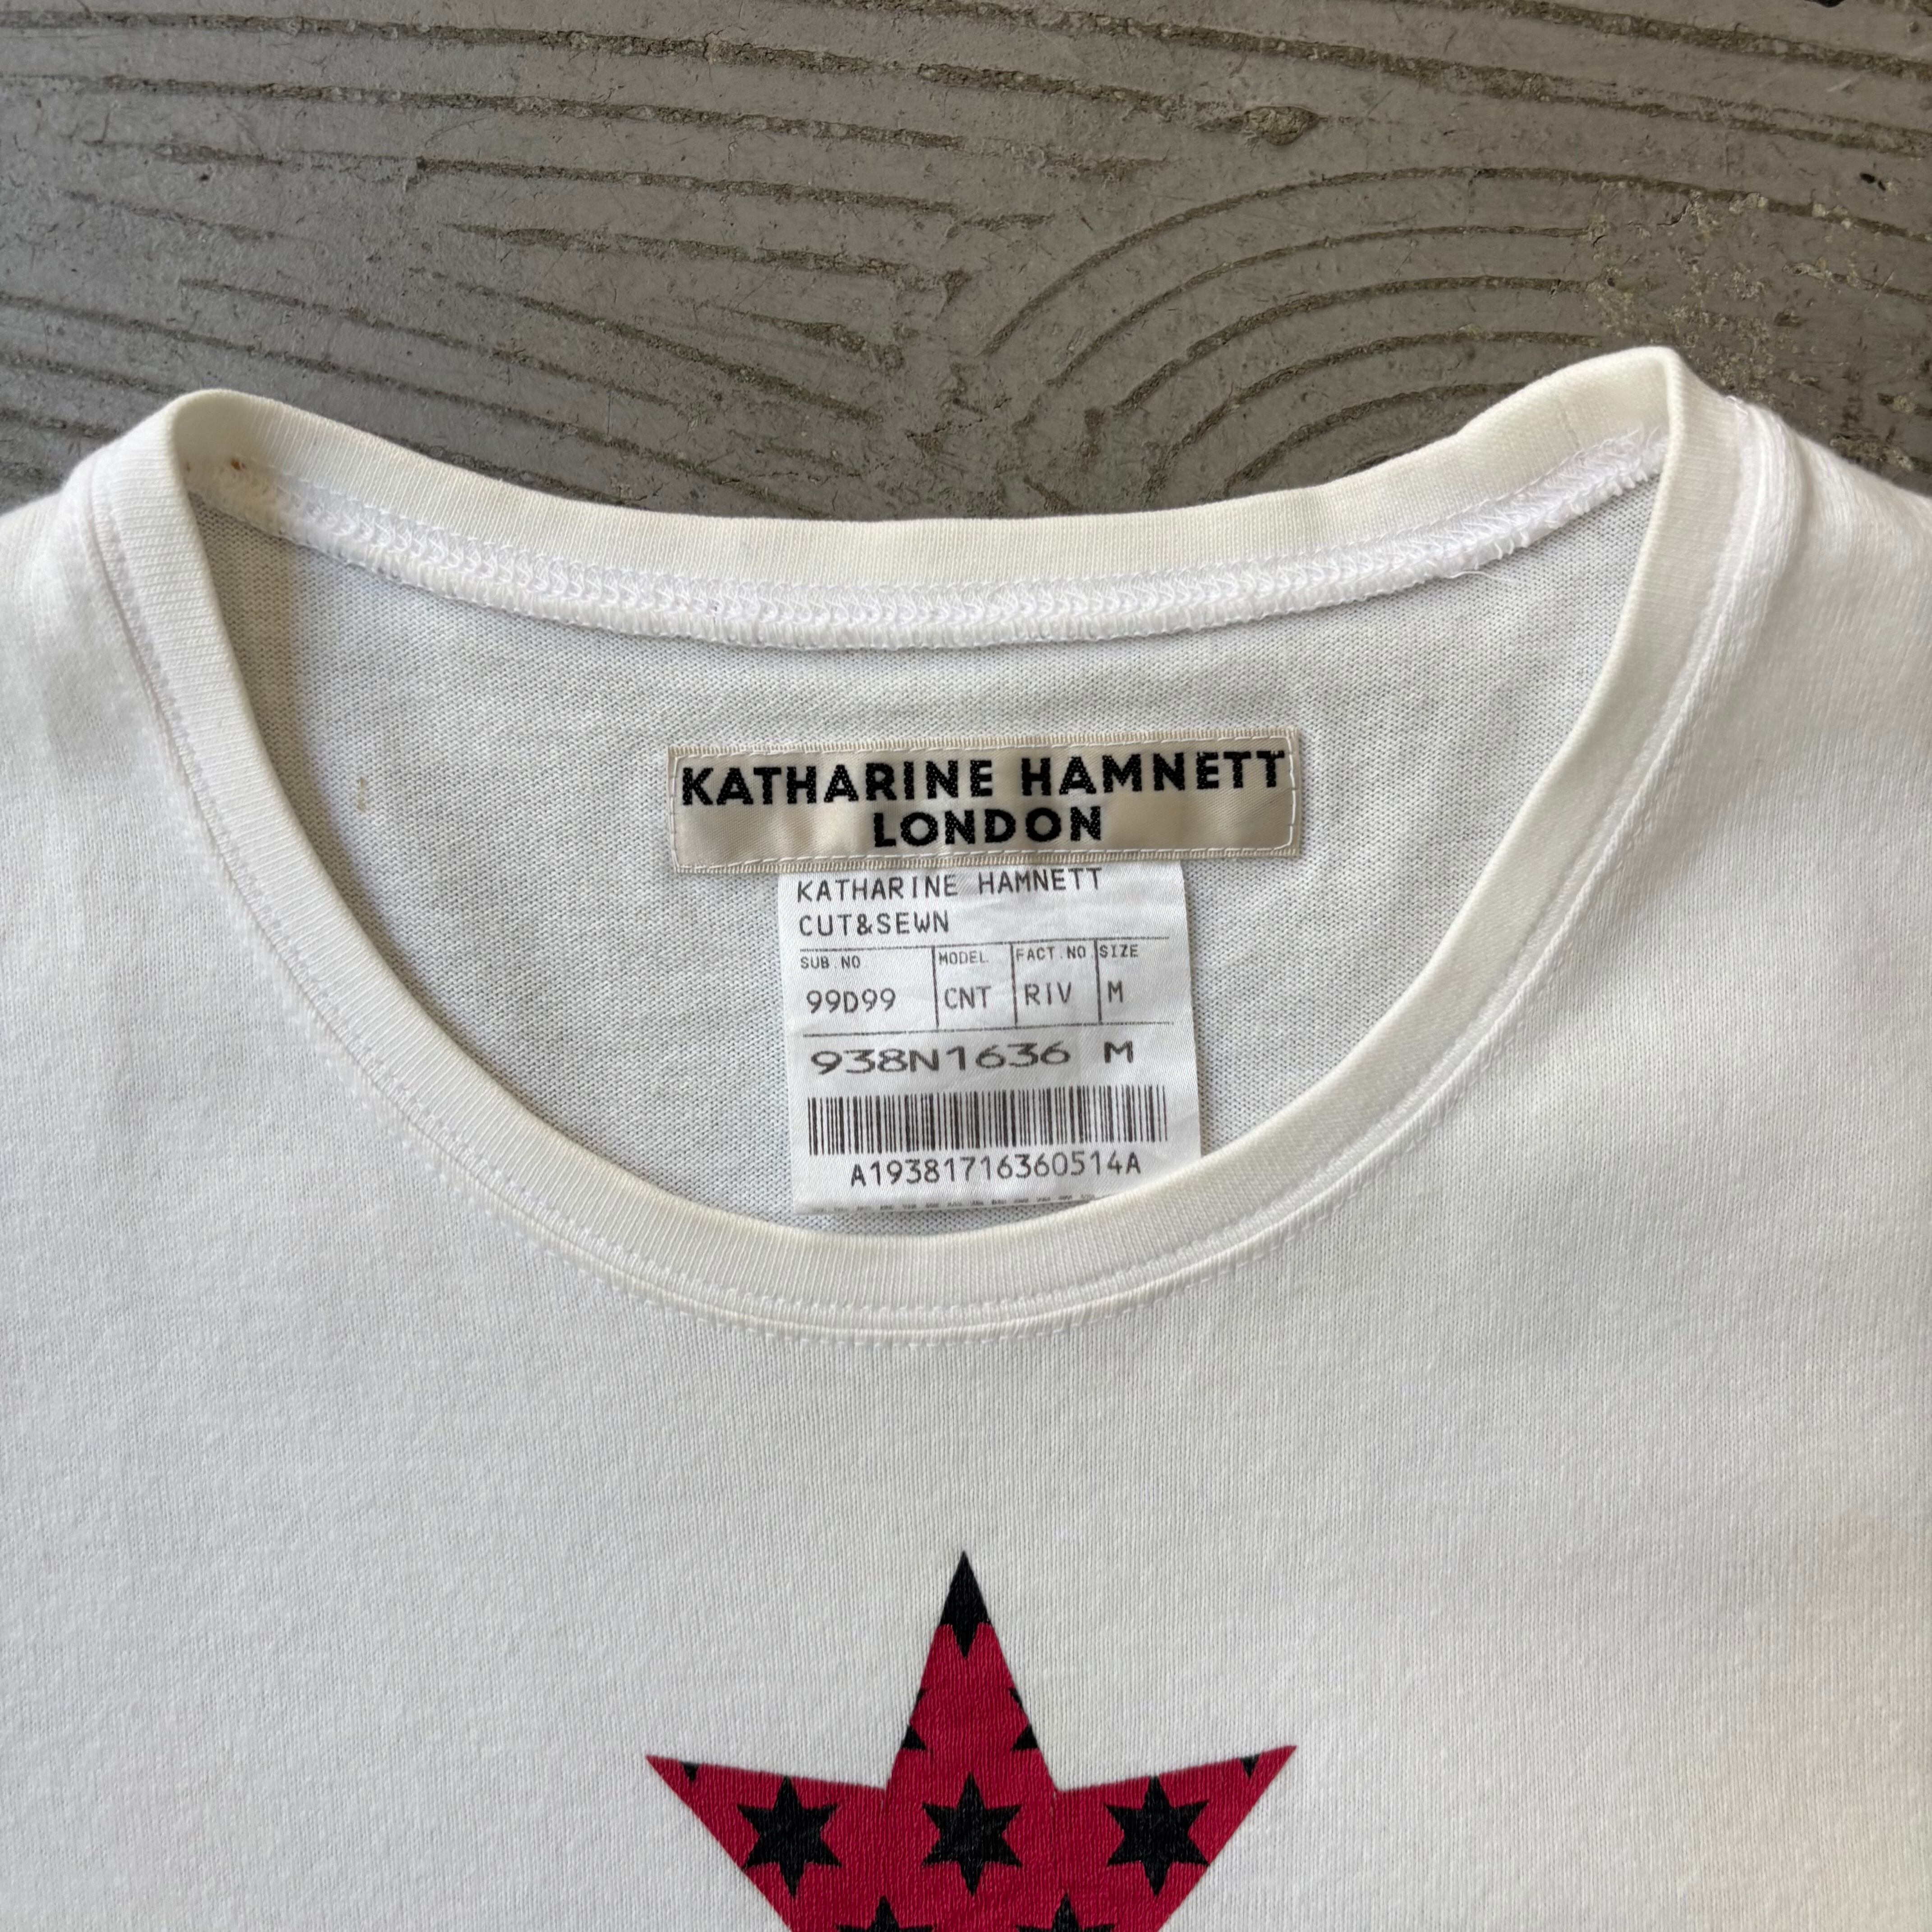 KATHARINE HAMNETT
LONDON
KATHARINE HAMNETT
CUT&SEWN
SUB.NO MODEL FACT.NO SIZE
99D99 CNT RIV M
938N1636 M
A19381716360514A